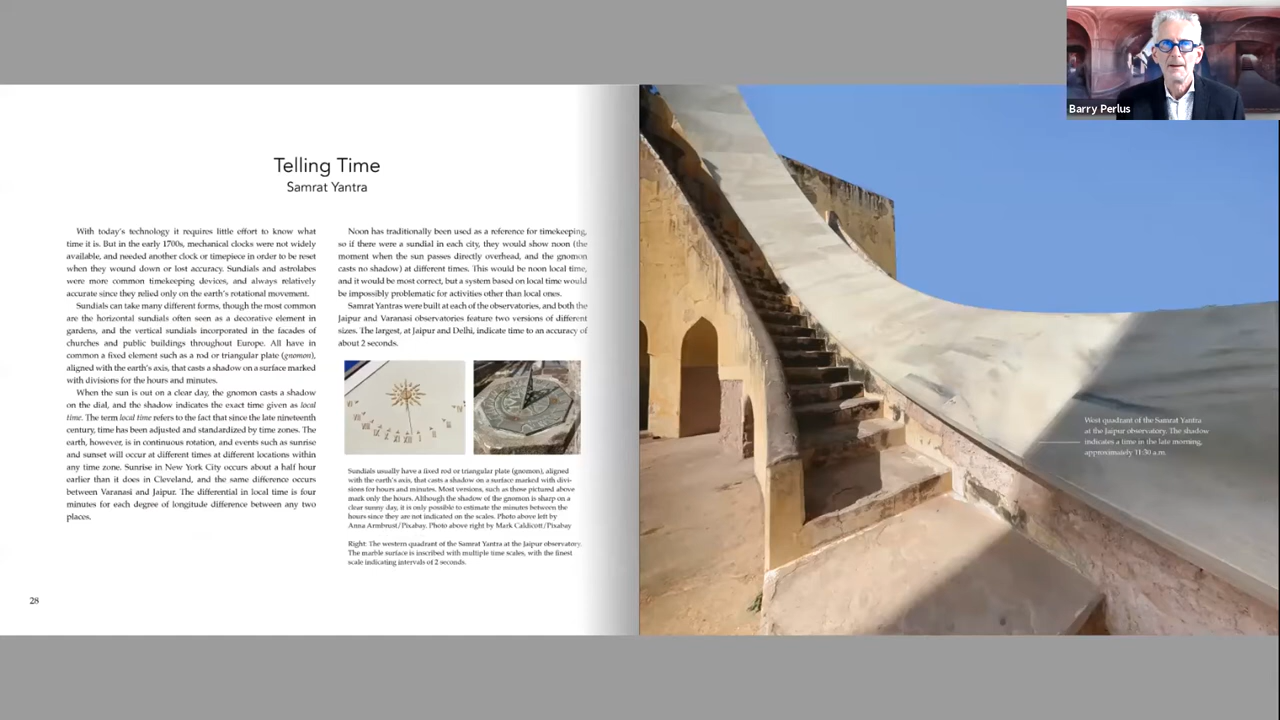 Barry Perlus
Telling Time
Samrat Yantra
With today's technology it requires little effort to know what
time it is. But in the early 1700s, mechanical clocks were not widely
available, and needed another clock or timepiece in order to be reset
when they wound down or lost accuracy. Sundials and astrolabes
were more common timekeeping devices, and always relatively
accurate since they relied only on the earth's rotational movement.
Sundials can take many different forms, though the most common
are the horizontal sundials often seen as a decorative element in
gardens, and the vertical sundials incorporated in the facades of
churches and public buildings throughout Europe. All have in
common a fixed element such as a rod or triangular plate (gnomon),
aligned with the earth's axis, that casts a shadow on a surface marked
with divisions for the hours and minutes.
When the sun is out on a clear day, the gnomon casts a shadow
on the dial, and the shadow indicates the exact time given as local
time. The term local time refers to the fact that since the late nineteenth
century, time has been adjusted and standardized by time zones. The
earth, however, is in continuous rotation, and events such as sunrise
and sunset will occur at different times at different locations within
any time zone. Sunrise in New York City occurs about a half hour
earlier than it does in Cleveland, and the same difference occurs
between Varanasi and Jaipur. The differential in local time is four
minutes for each degree of longitude difference between any two
places.
Noon has traditionally been used as a reference for timekeeping,
so if there were a sundial in each city, they would show noon (the
moment when the sun passes directly overhead, and the gnomon
casts no shadow) at different times. This would be noon local time,
and it would be most correct, but a system based on local time would
be impossibly problematic for activities other than local ones.
Samrat Yantras were built at each of the observatories, and both the
Jaipur and Varanasi observatories feature two versions of different
sizes. The largest, at Jaipur and Delhi, indicate time to an accuracy of
about 2 seconds.
Sundials usually have a fixed rod or triangular plate (gnomon), aligned
with the earth's axis, that casts a shadow on a surface marked with divi-
sions for hours and minutes. Most versions, such as those pictured above
mark only the hours. Although the shadow of the gnomon is sharp on a
clear sunny day, it is only possible to estimate the minutes between the
hours since they are not indicated on the scales. Photo above left by
Anna Armbrust/Pixabay. Photo above right by Mark Caldicott/Pixabay
Right: The western quadrant of the Samrat Yantra at the Jaipur observatory.
The marble surface is inscribed with multiple time scales, with the finest
scale indicating intervals of 2 seconds.
28
West quadrant of the Samrat Yantra
at the Jaipur observatory. The shadow
indicates a time in the late morning,
approximately 11:30 a.m.